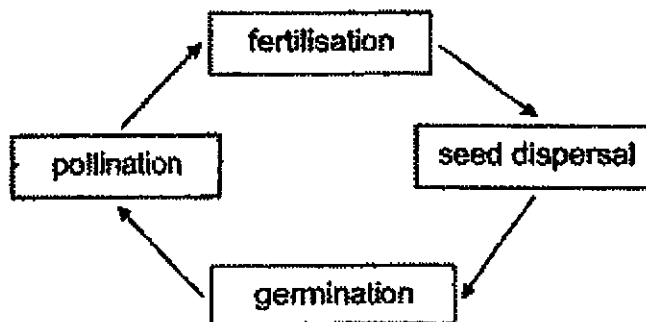 fertilisation
pollination
seed dispersal
germination